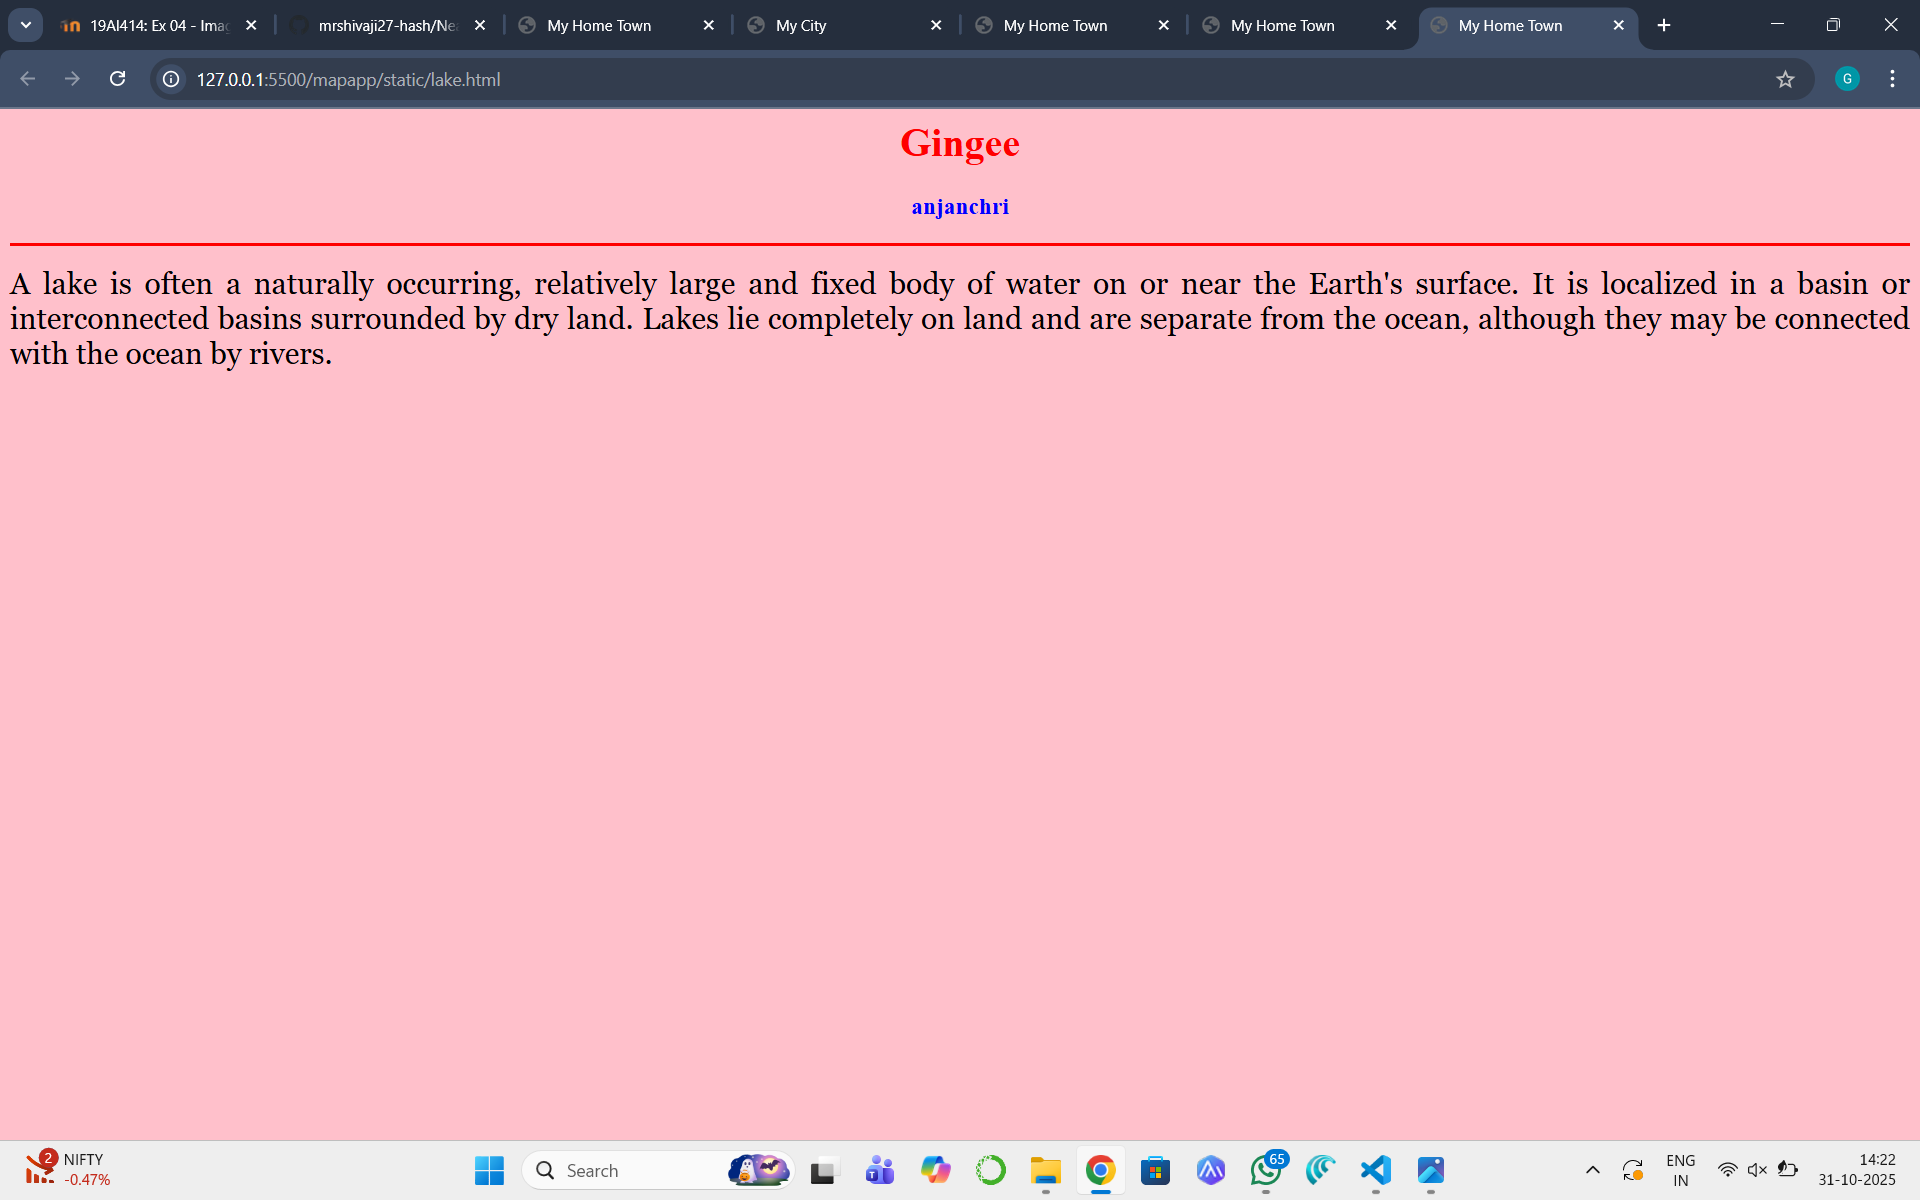 19AI414: Ex 04 - Imag
mrshivaji27-hash/Nea
My Home Town
My City
My Home Town
My Home Town
My Home Town
127.0.0.1:5500/mapapp/static/lake.html
G
Gingee
anjanchri
A lake is often a naturally occurring, relatively large and fixed body of water on or near the Earth's surface. It is localized in a basin or
interconnected basins surrounded by dry land. Lakes lie completely on land and are separate from the ocean, although they may be connected
with the ocean by rivers.
2
NIFTY
-0.47%
Search
65
ENG
IN
14:22
31-10-2025